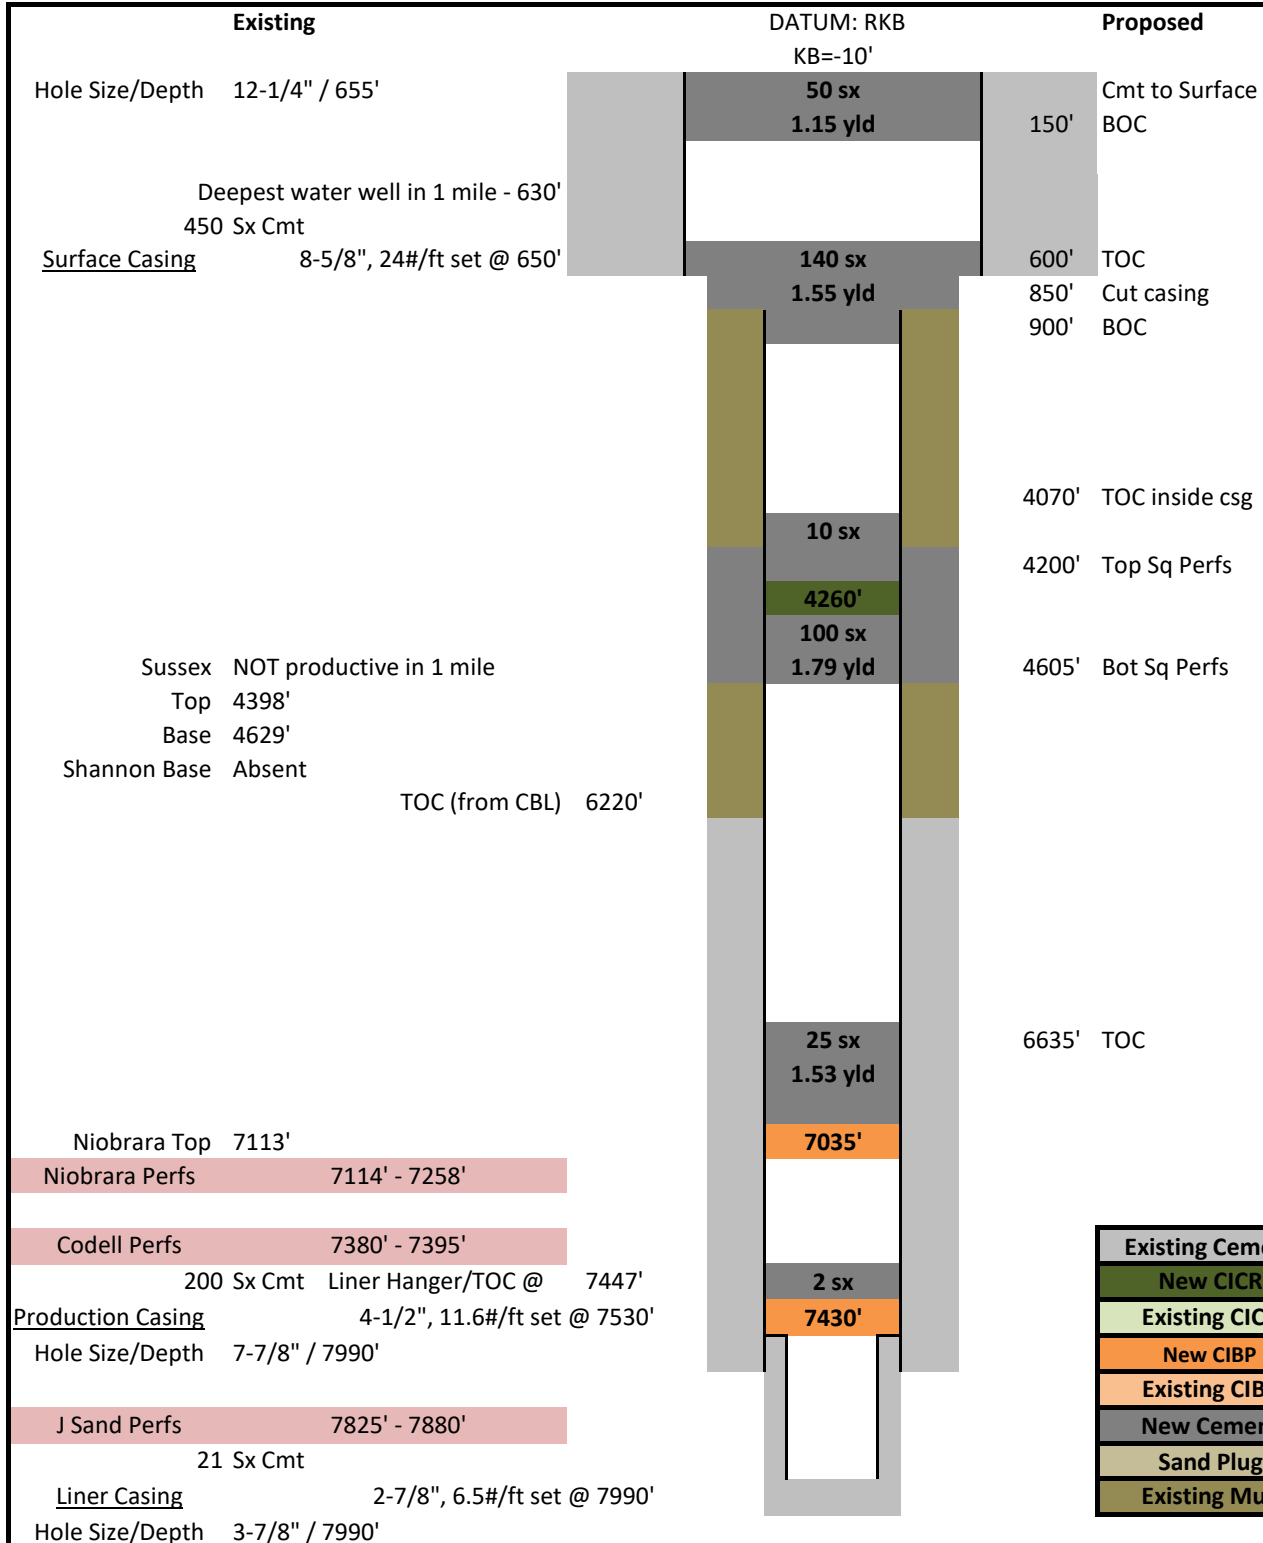 Existing DATUM: RKB Proposed
KB=-10'
Hole Size/Depth 12-1/4" / 655' 50 sx Cmt to Surface
1.15 yld 150' BOC
Deepest water well in 1 mile - 630'
450 Sx Cmt
Surface Casing 8-5/8", 24#/ft set @ 650' 140 sx 600' TOC
1.55 yld 850' Cut casing
900' BOC
4070' TOC inside csg
10 sx
4200' Top Sq Perfs
4260'
100 sx
Sussex NOT productive in 1 mile 1.79 yld 4605' Bot Sq Perfs
Top 4398'
Base 4629'
Shannon Base Absent
TOC (from CBL) 6220'
25 sx 6635' TOC
1.53 yld
Niobrara Top 7113' 7035'
Niobrara Perfs 7114' - 7258'
Codell Perfs 7380' - 7395' Existing Ceme
200 Sx Cmt Liner Hanger/TOC @ 7447' 2 sx New CICR
Production Casing 4-1/2", 11.6#/ft set @ 7530' 7430' Existing CIC
Hole Size/Depth 7-7/8" / 7990' New CIBP
Existing CIB
J Sand Perfs 7825' - 7880' New Cemer
21 Sx Cmt Sand Plug
Liner Casing 2-7/8", 6.5#/ft set @ 7990' Existing Mu
Hole Size/Depth 3-7/8" / 7990'